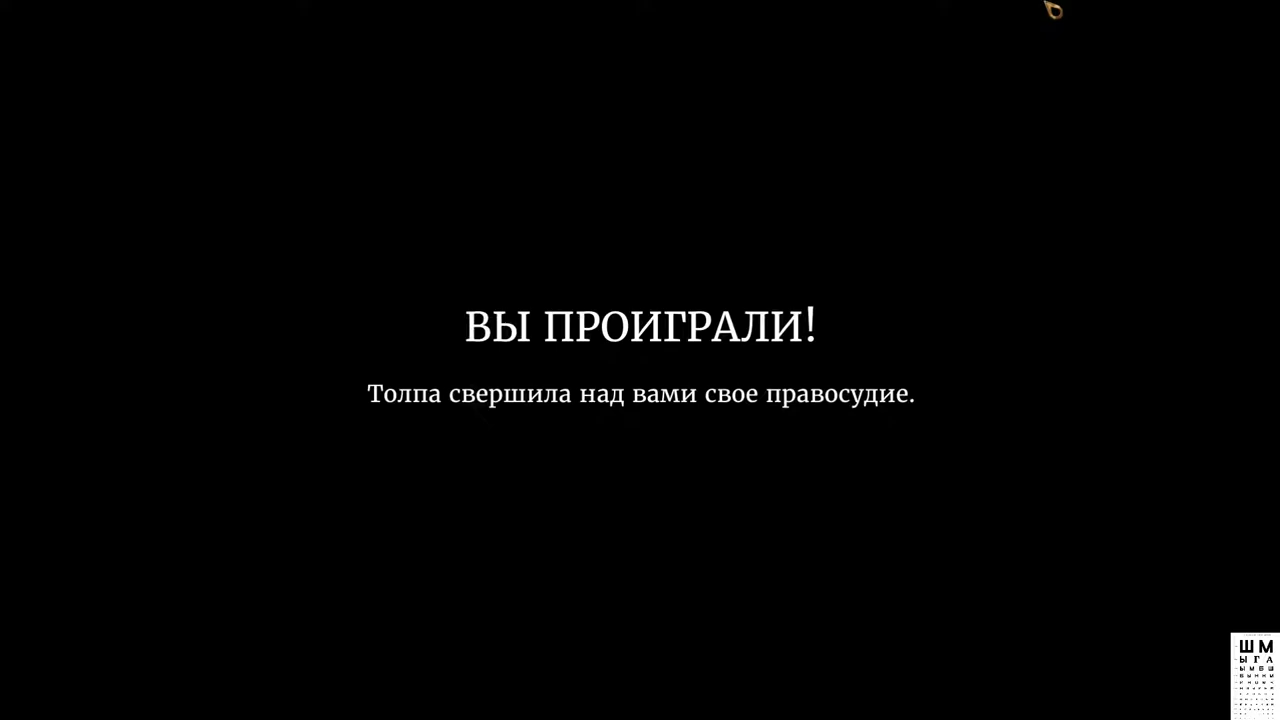 ВЫ ПРОИГРАЛИ!
Толпа свершила над вами свое правосудие.
Ш М
Ы Г А
Ы М Б Ш
Б Ы Н К И